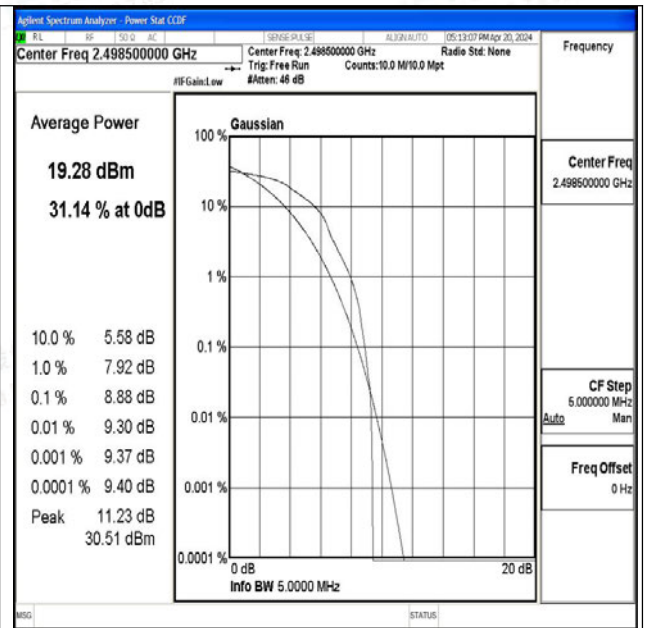 Agilent Spectrum Analyzer - Power Stat CCDF
RL RF 50 Ω AC SENSE:PULSE ALIGN AUTO 05:13:07 PM Apr 20, 2024
Center Freq 2.498500000 GHz
Center Freq: 2.498500000 GHz Radio Std: None
Trig: Free Run Counts:10.0 M/10.0 Mpt
#IFGain:Low #Atten: 46 dB
Frequency
Average Power
19.28 dBm
31.14 % at 0dB
10.0 % 5.58 dB
1.0 % 7.92 dB
0.1 % 8.88 dB
0.01 % 9.30 dB
0.001 % 9.37 dB
0.0001 % 9.40 dB
Peak 11.23 dB
30.51 dBm
Gaussian
100 %
10 %
1 %
0.1 %
0.01 %
0.001 %
0.0001 %
0 dB 20 dB
Info BW 5.0000 MHz
Center Freq
2.498500000 GHz
CF Step
5.000000 MHz
Auto Man
Freq Offset
0 Hz
MSG STATUS